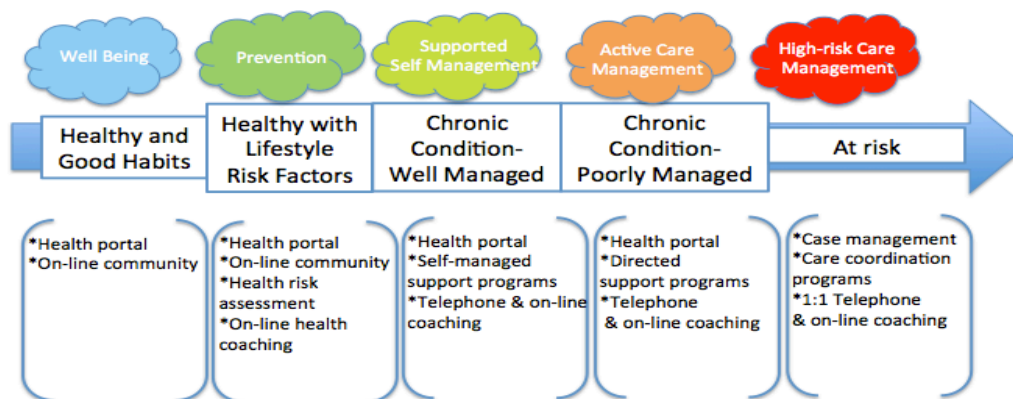 Well Being
Prevention
Supported
Self Management
Active Care
Management
High-risk Care
Management
Healthy and
Good Habits
Healthy with
Lifestyle
Risk Factors
Chronic
Condition-
Well Managed
Chronic
Condition-
Poorly Managed
At risk
*Health portal
*On-line community
*Health portal
*On-line community
*Health risk
assessment
*On-line health
coaching
*Health portal
*Self-managed
support programs
*Telephone & on-line
coaching
*Health portal
*Directed
support programs
*Telephone
& on-line coaching
*Case management
*Care coordination
programs
*1:1 Telephone
& on-line coaching